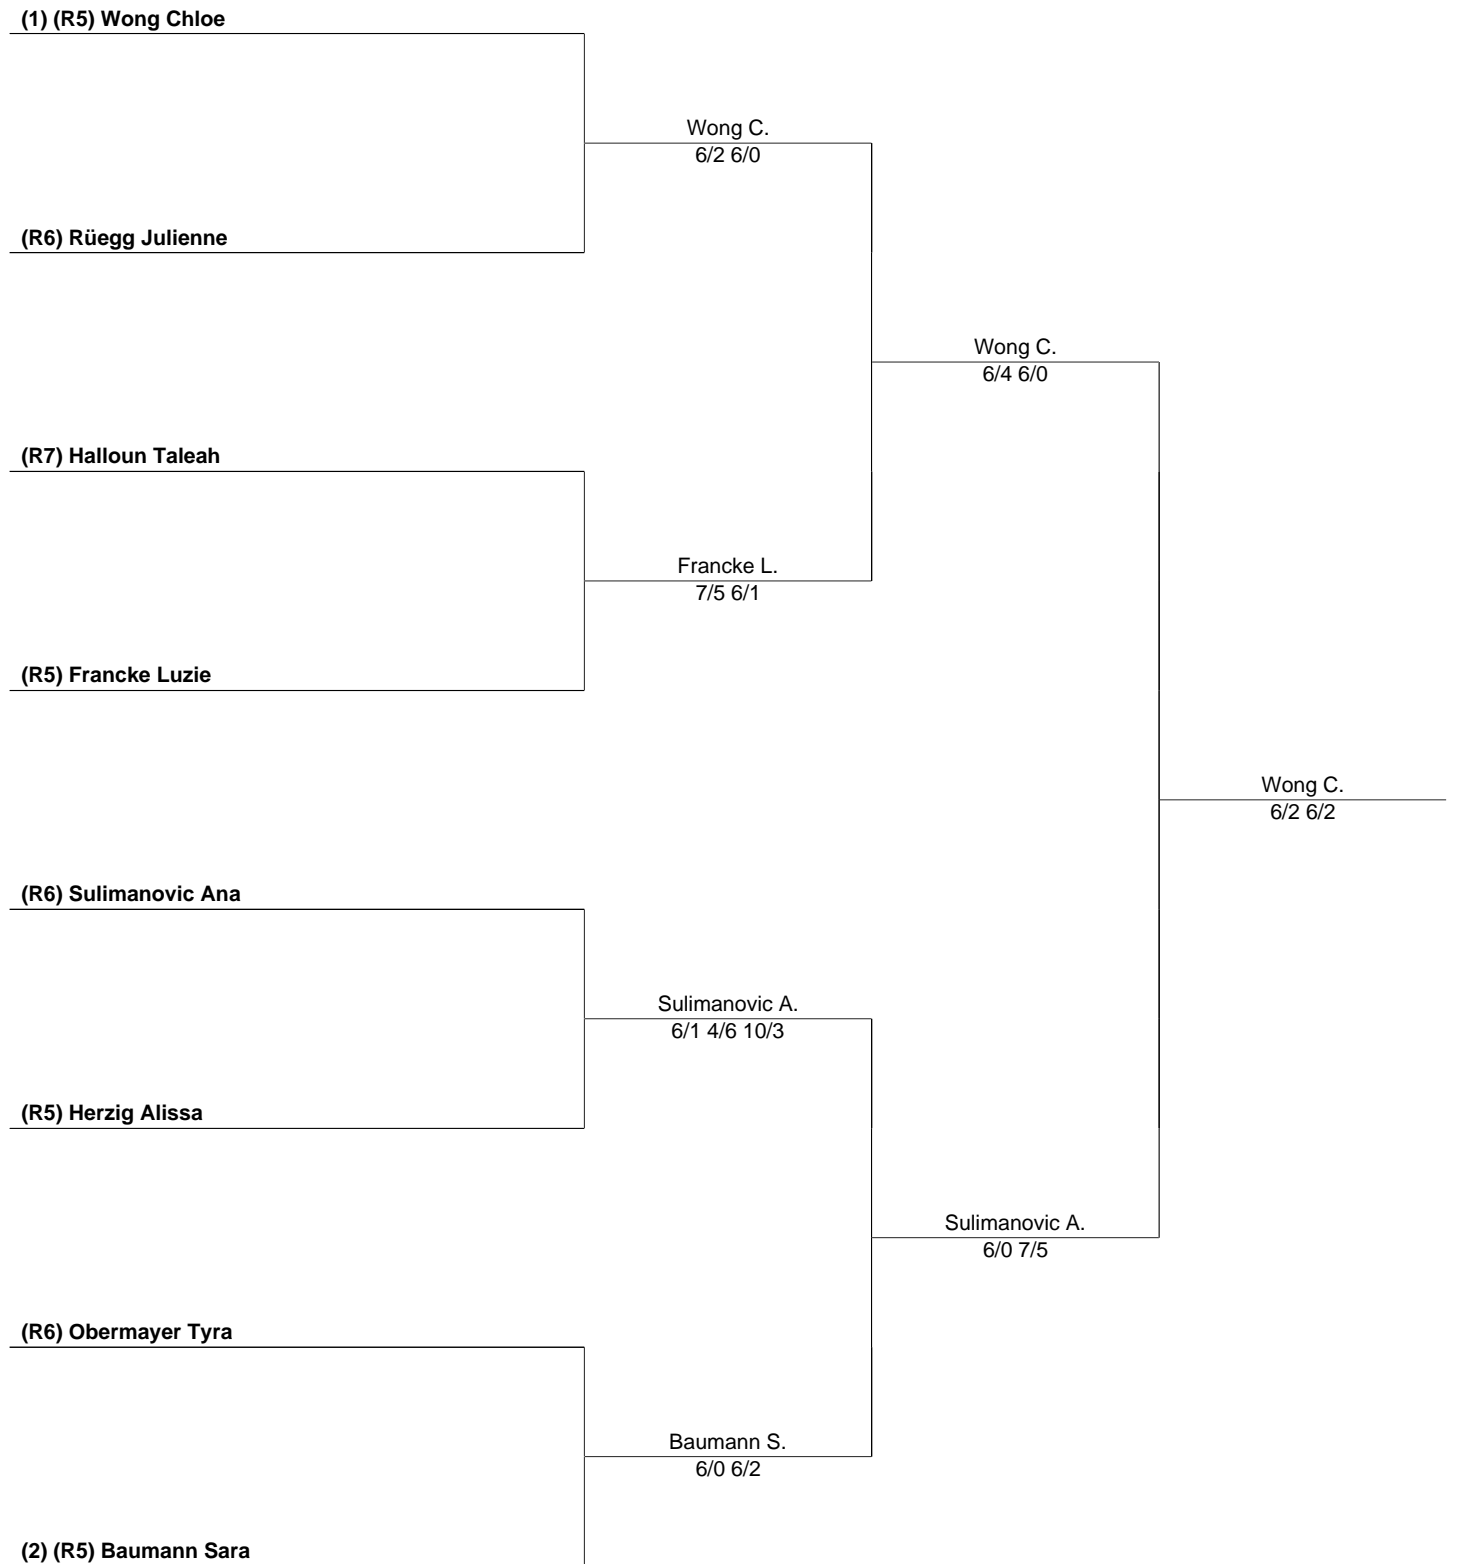 (1) (R5) Wong Chloe
Wong C.
6/2 6/0
(R6) Rüegg Julienne
Wong C.
6/4 6/0
(R7) Halloun Taleah
Francke L.
7/5 6/1
(R5) Francke Luzie
Wong C.
6/2 6/2
(R6) Sulimanovic Ana
Sulimanovic A.
6/1 4/6 10/3
(R5) Herzig Alissa
Sulimanovic A.
6/0 7/5
(R6) Obermayer Tyra
Baumann S.
6/0 6/2
(2) (R5) Baumann Sara